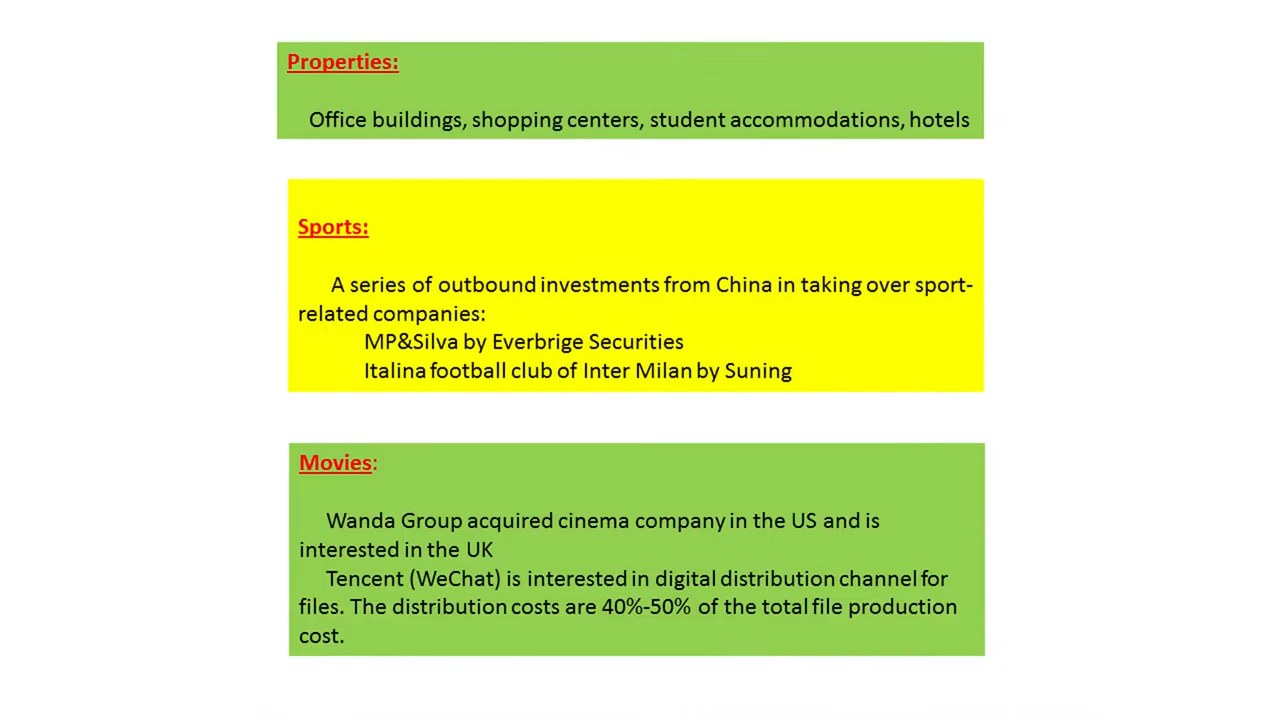 Properties:
Office buildings, shopping centers, student accommodations, hotels
Sports:
A series of outbound investments from China in taking over sport-
related companies:
MP&Silva by Everbrige Securities
Italina football club of Inter Milan by Suning
Movies:
Wanda Group acquired cinema company in the US and is
interested in the UK
Tencent (WeChat) is interested in digital distribution channel for
files. The distribution costs are 40%-50% of the total file production
cost.